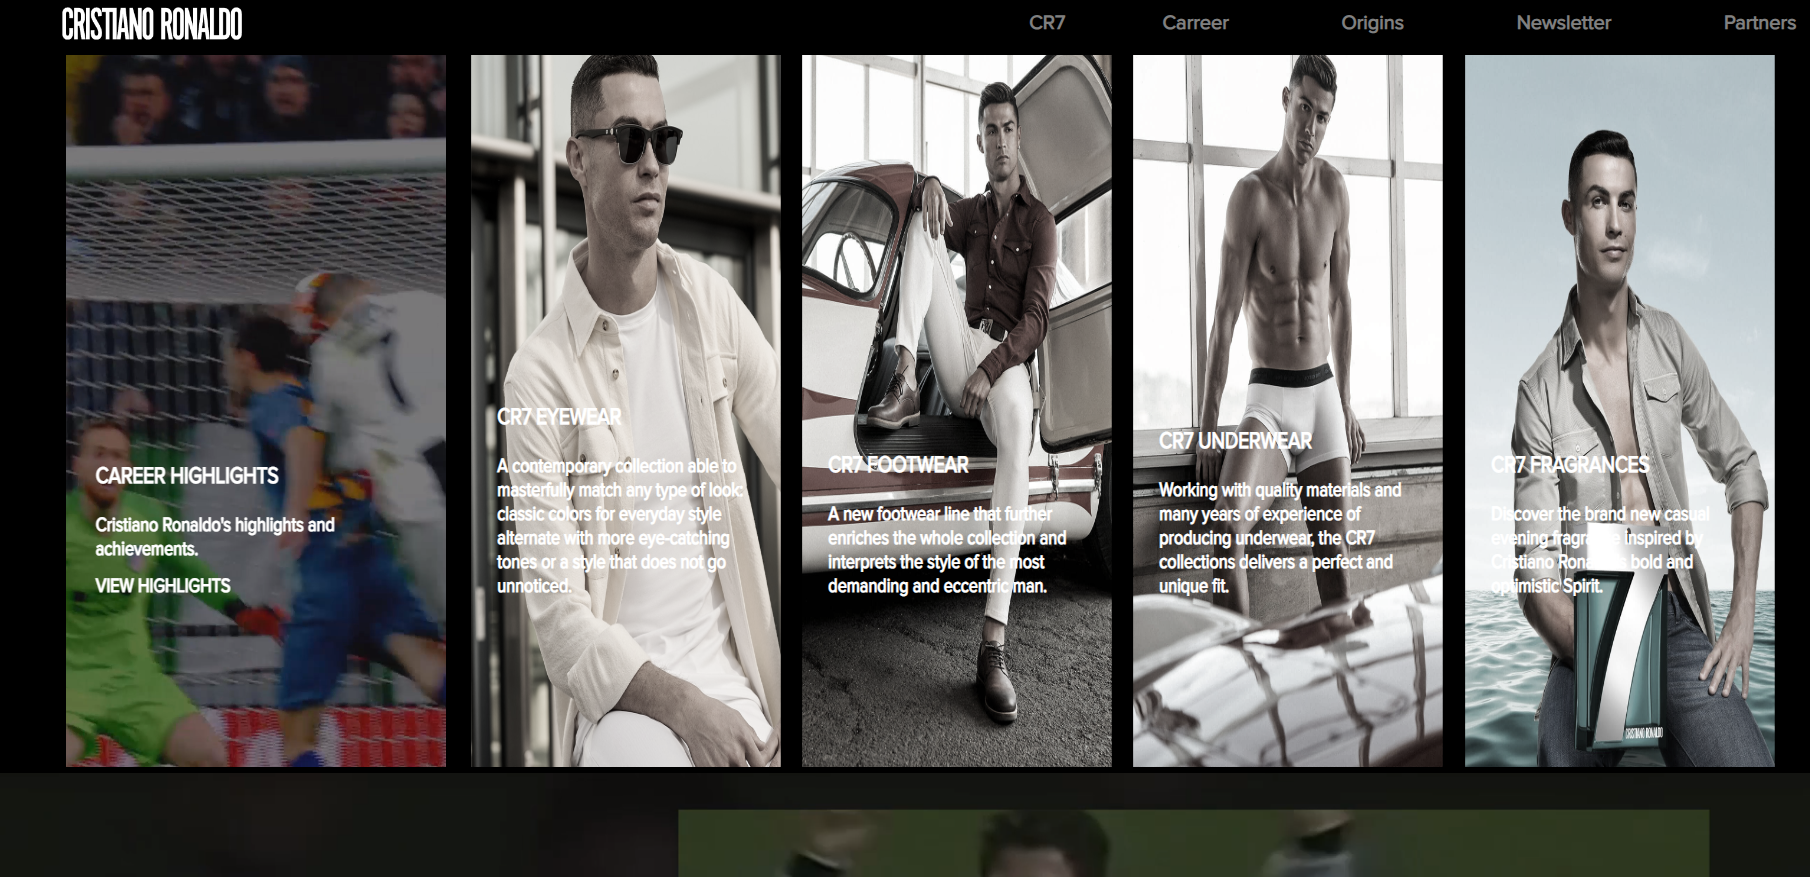 CRISTIANO RONALDO
CR7
Carreer
Origins
Newsletter
Partners
CAREER HIGHLIGHTS
Cristiano Ronaldo's highlights and
achievements.
VIEW HIGHLIGHTS
CR7 EYEWEAR
A contemporary collection able to
masterfully match any type of look:
classic colors for everyday style
alternate with more eye-catching
tones or a style that does not go
unnoticed.
CR7 FOOTWEAR
A new footwear line that further
enriches the whole collection and
interprets the style of the most
demanding and eccentric man.
CR7 UNDERWEAR
Working with quality materials and
many years of experience of
producing underwear, the CR7
collections delivers a perfect and
unique fit.
CR7 FRAGRANCES
Discover the brand new casual
evening fragrance inspired by
Cristiano bold and
optimistic Spirit.
7
CRISTIANO RONALDO